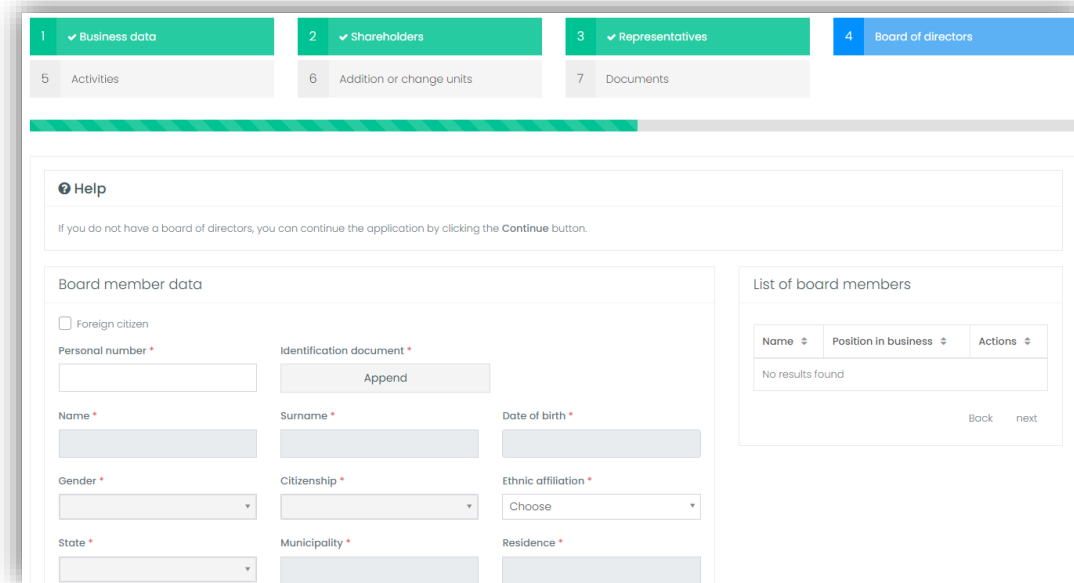 1 ✔ Business data
2 ✔ Shareholders
3 ✔ Representatives
4 Board of directors
5 Activities
6 Addition or change units
7 Documents
Help
If you do not have a board of directors, you can continue the application by clicking the Continue button.
Board member data
Foreign citizen
Personal number *
Identification document *
Append
Name *
Surname *
Date of birth *
Gender *
Citizenship *
Ethnic affiliation *
Choose
State *
Municipality *
Residence *
List of board members
Name
Position in business
Actions
No results found
Back next